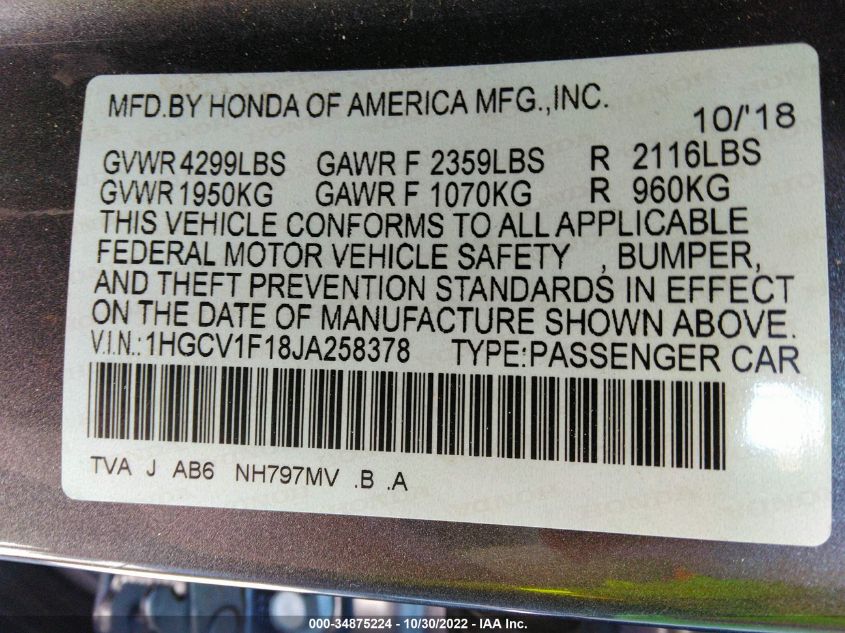 MFD.BY HONDA OF AMERICA MFG.,INC.
10/'18
GVWR 4299LBS GAWR F 2359LBS R 2116LBS
GVWR 1950KG GAWR F 1070KG R 960KG
THIS VEHICLE CONFORMS TO ALL APPLICABLE
FEDERAL MOTOR VEHICLE SAFETY , BUMPER,
AND THEFT PREVENTION STANDARDS IN EFFECT
ON THE DATE OF MANUFACTURE SHOWN ABOVE.
V.I.N.:1HGCV1F18JA258378 TYPE:PASSENGER CAR
TVA J AB6 NH797MV .B .A
000-34875224 - 10/30/2022 - IAA Inc.